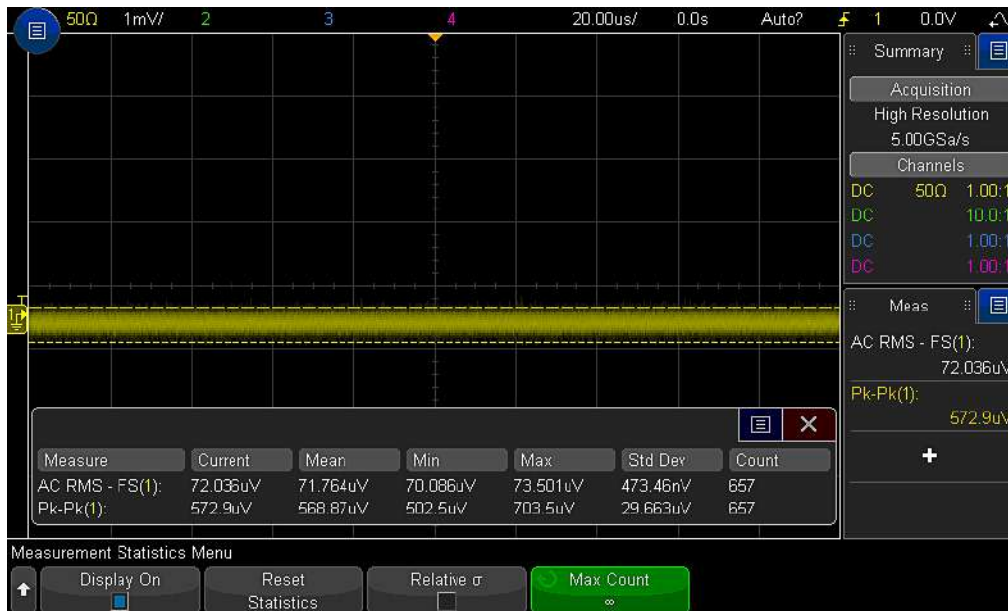 50Ω 1mV/ 2 3 4 20.00us/ 0.0s Auto? 1 0.0V
Summary
Acquisition
High Resolution
5.00GSa/s
Channels
DC 50Ω 1.00:1
DC 10.0:1
DC 1.00:1
DC 1.00:1
T
1
Meas
AC RMS - FS(1):
72.036uV
Pk-Pk(1):
572.9uV
+
Measure Current Mean Min Max Std Dev Count
AC RMS - FS(1): 72.036uV 71.764uV 70.086uV 73.501uV 473.46nV 657
Pk-Pk(1): 572.9uV 568.87uV 502.5uV 703.5uV 29.663uV 657
Measurement Statistics Menu
Display On
Reset
Statistics
Relative σ
Max Count
∞